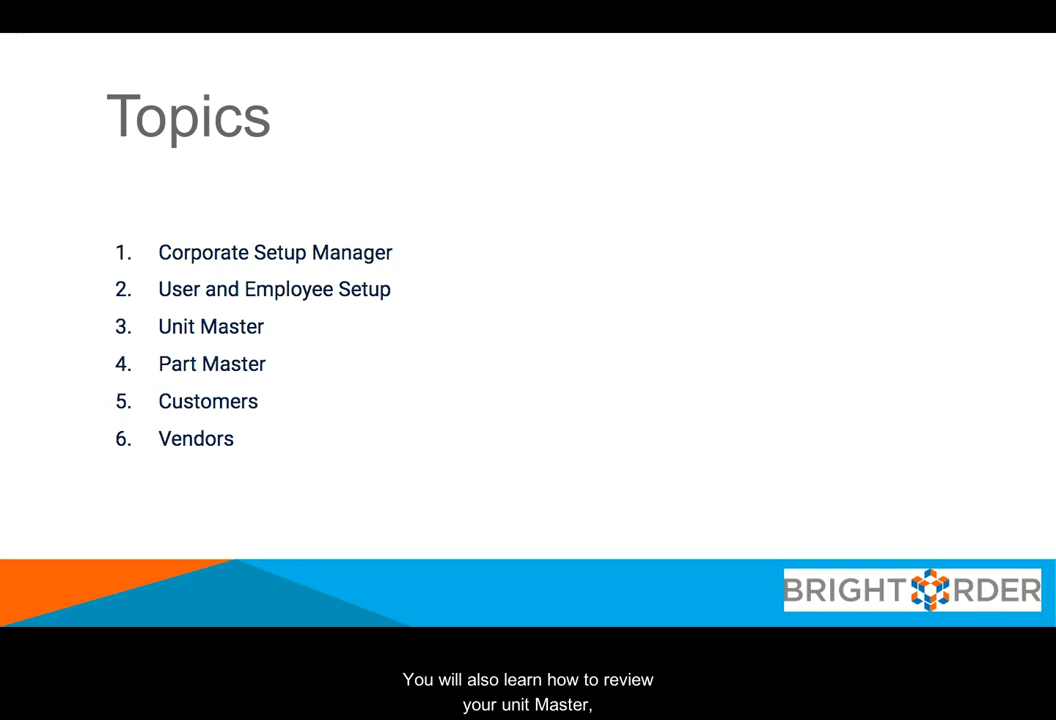 Topics
1. Corporate Setup Manager
2. User and Employee Setup
3. Unit Master
4. Part Master
5. Customers
6. Vendors
BRIGHTORDER
You will also learn how to review
your unit Master,